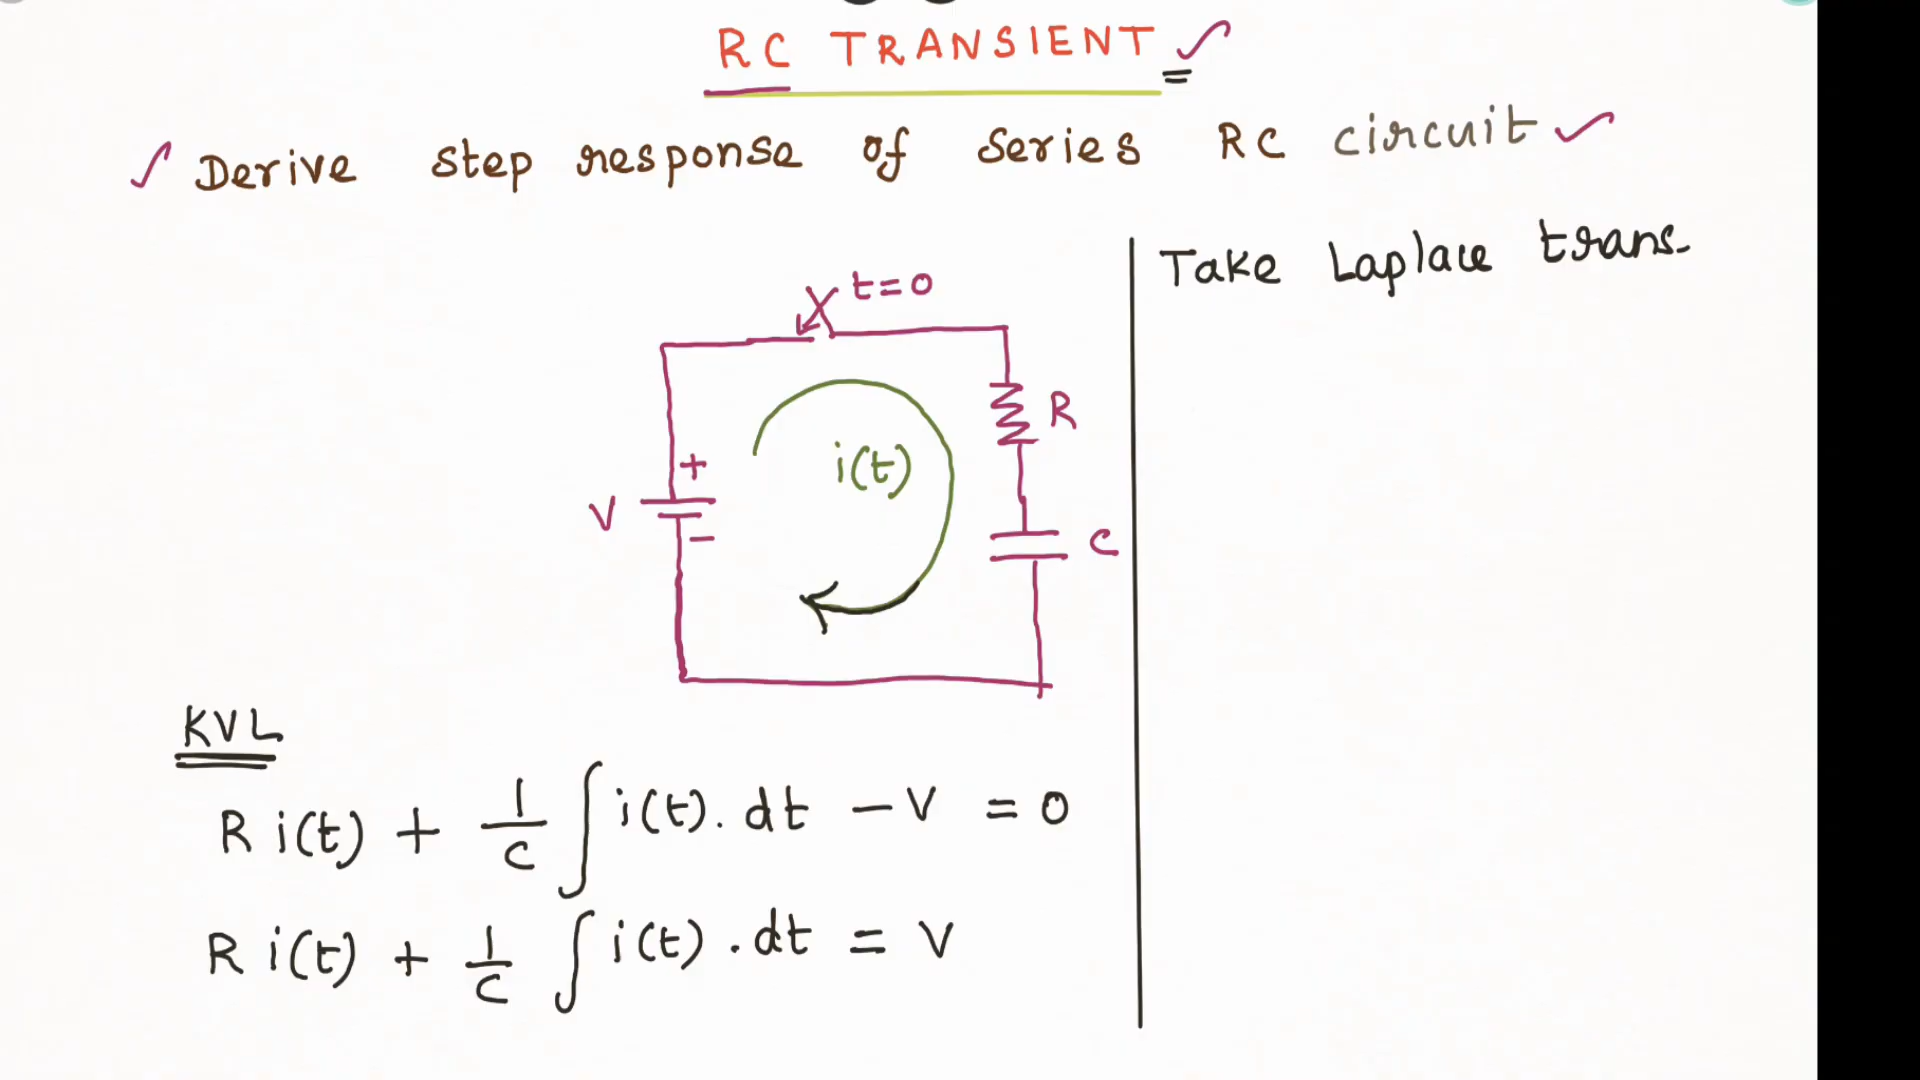 RC TRANSIENT
Derive step response of series RC circuit
Take Laplace trans.
t=0
R
i(t)
+
V
−
C
KVL
R i(t) + 1/C ∫ i(t). dt − V = 0
R i(t) + 1/C ∫ i(t) . dt = V